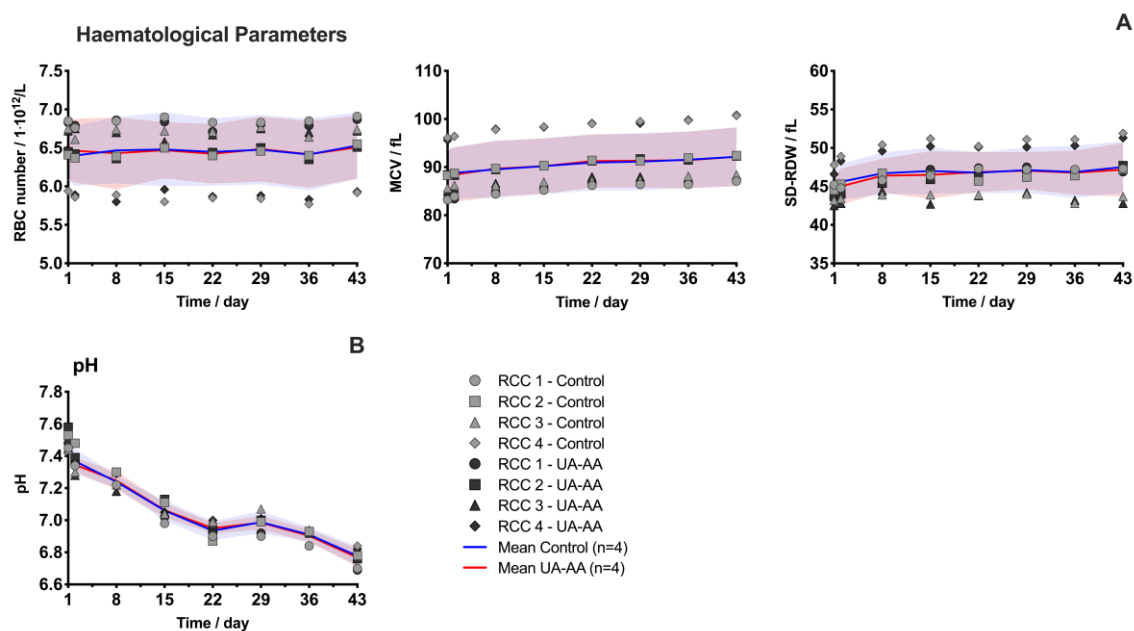 A
Haematological Parameters
RBC number / 1·10¹²/L
7.5
7.0
6.5
6.0
5.5
5.0
1 8 15 22 29 36 43
Time / day
MCV / fL
110
100
90
80
70
1 8 15 22 29 36 43
Time / day
SD-RDW / fL
60
55
50
45
40
35
1 8 15 22 29 36 43
Time / day
B
pH
pH
7.8
7.6
7.4
7.2
7.0
6.8
6.6
1 8 15 22 29 36 43
Time / day
RCC 1 - Control
RCC 2 - Control
RCC 3 - Control
RCC 4 - Control
RCC 1 - UA-AA
RCC 2 - UA-AA
RCC 3 - UA-AA
RCC 4 - UA-AA
Mean Control (n=4)
Mean UA-AA (n=4)